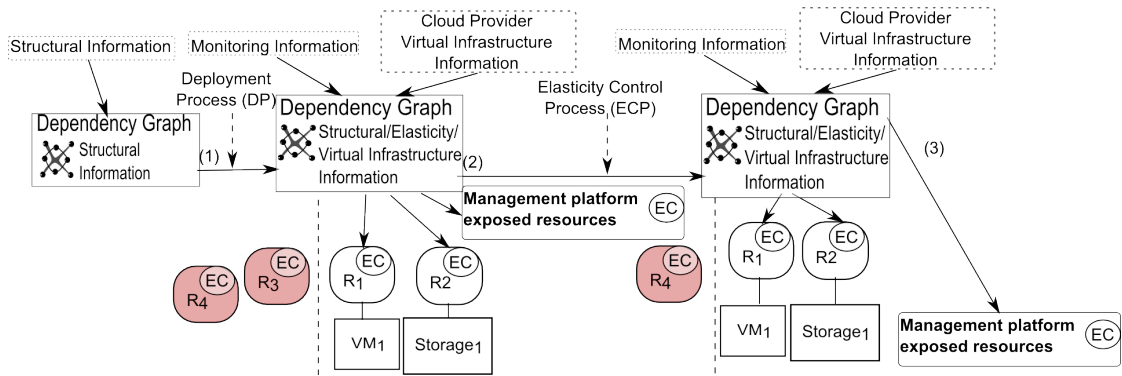 Structural Information
Dependency Graph
Structural
Information
(1)
Deployment
Process (DP)
Monitoring Information
Cloud Provider
Virtual Infrastructure
Information
Dependency Graph
Structural/Elasticity/
Virtual Infrastructure
Information
(2)
Elasticity Control
Process (ECP)
Management platform
exposed resources
EC
EC
R4
EC
R3
EC
R1
EC
R2
VM1
Storage1
Monitoring Information
Cloud Provider
Virtual Infrastructure
Information
Dependency Graph
Structural/Elasticity/
Virtual Infrastructure
Information
(3)
EC
R4
EC
R1
EC
R2
VM1
Storage1
Management platform
exposed resources
EC